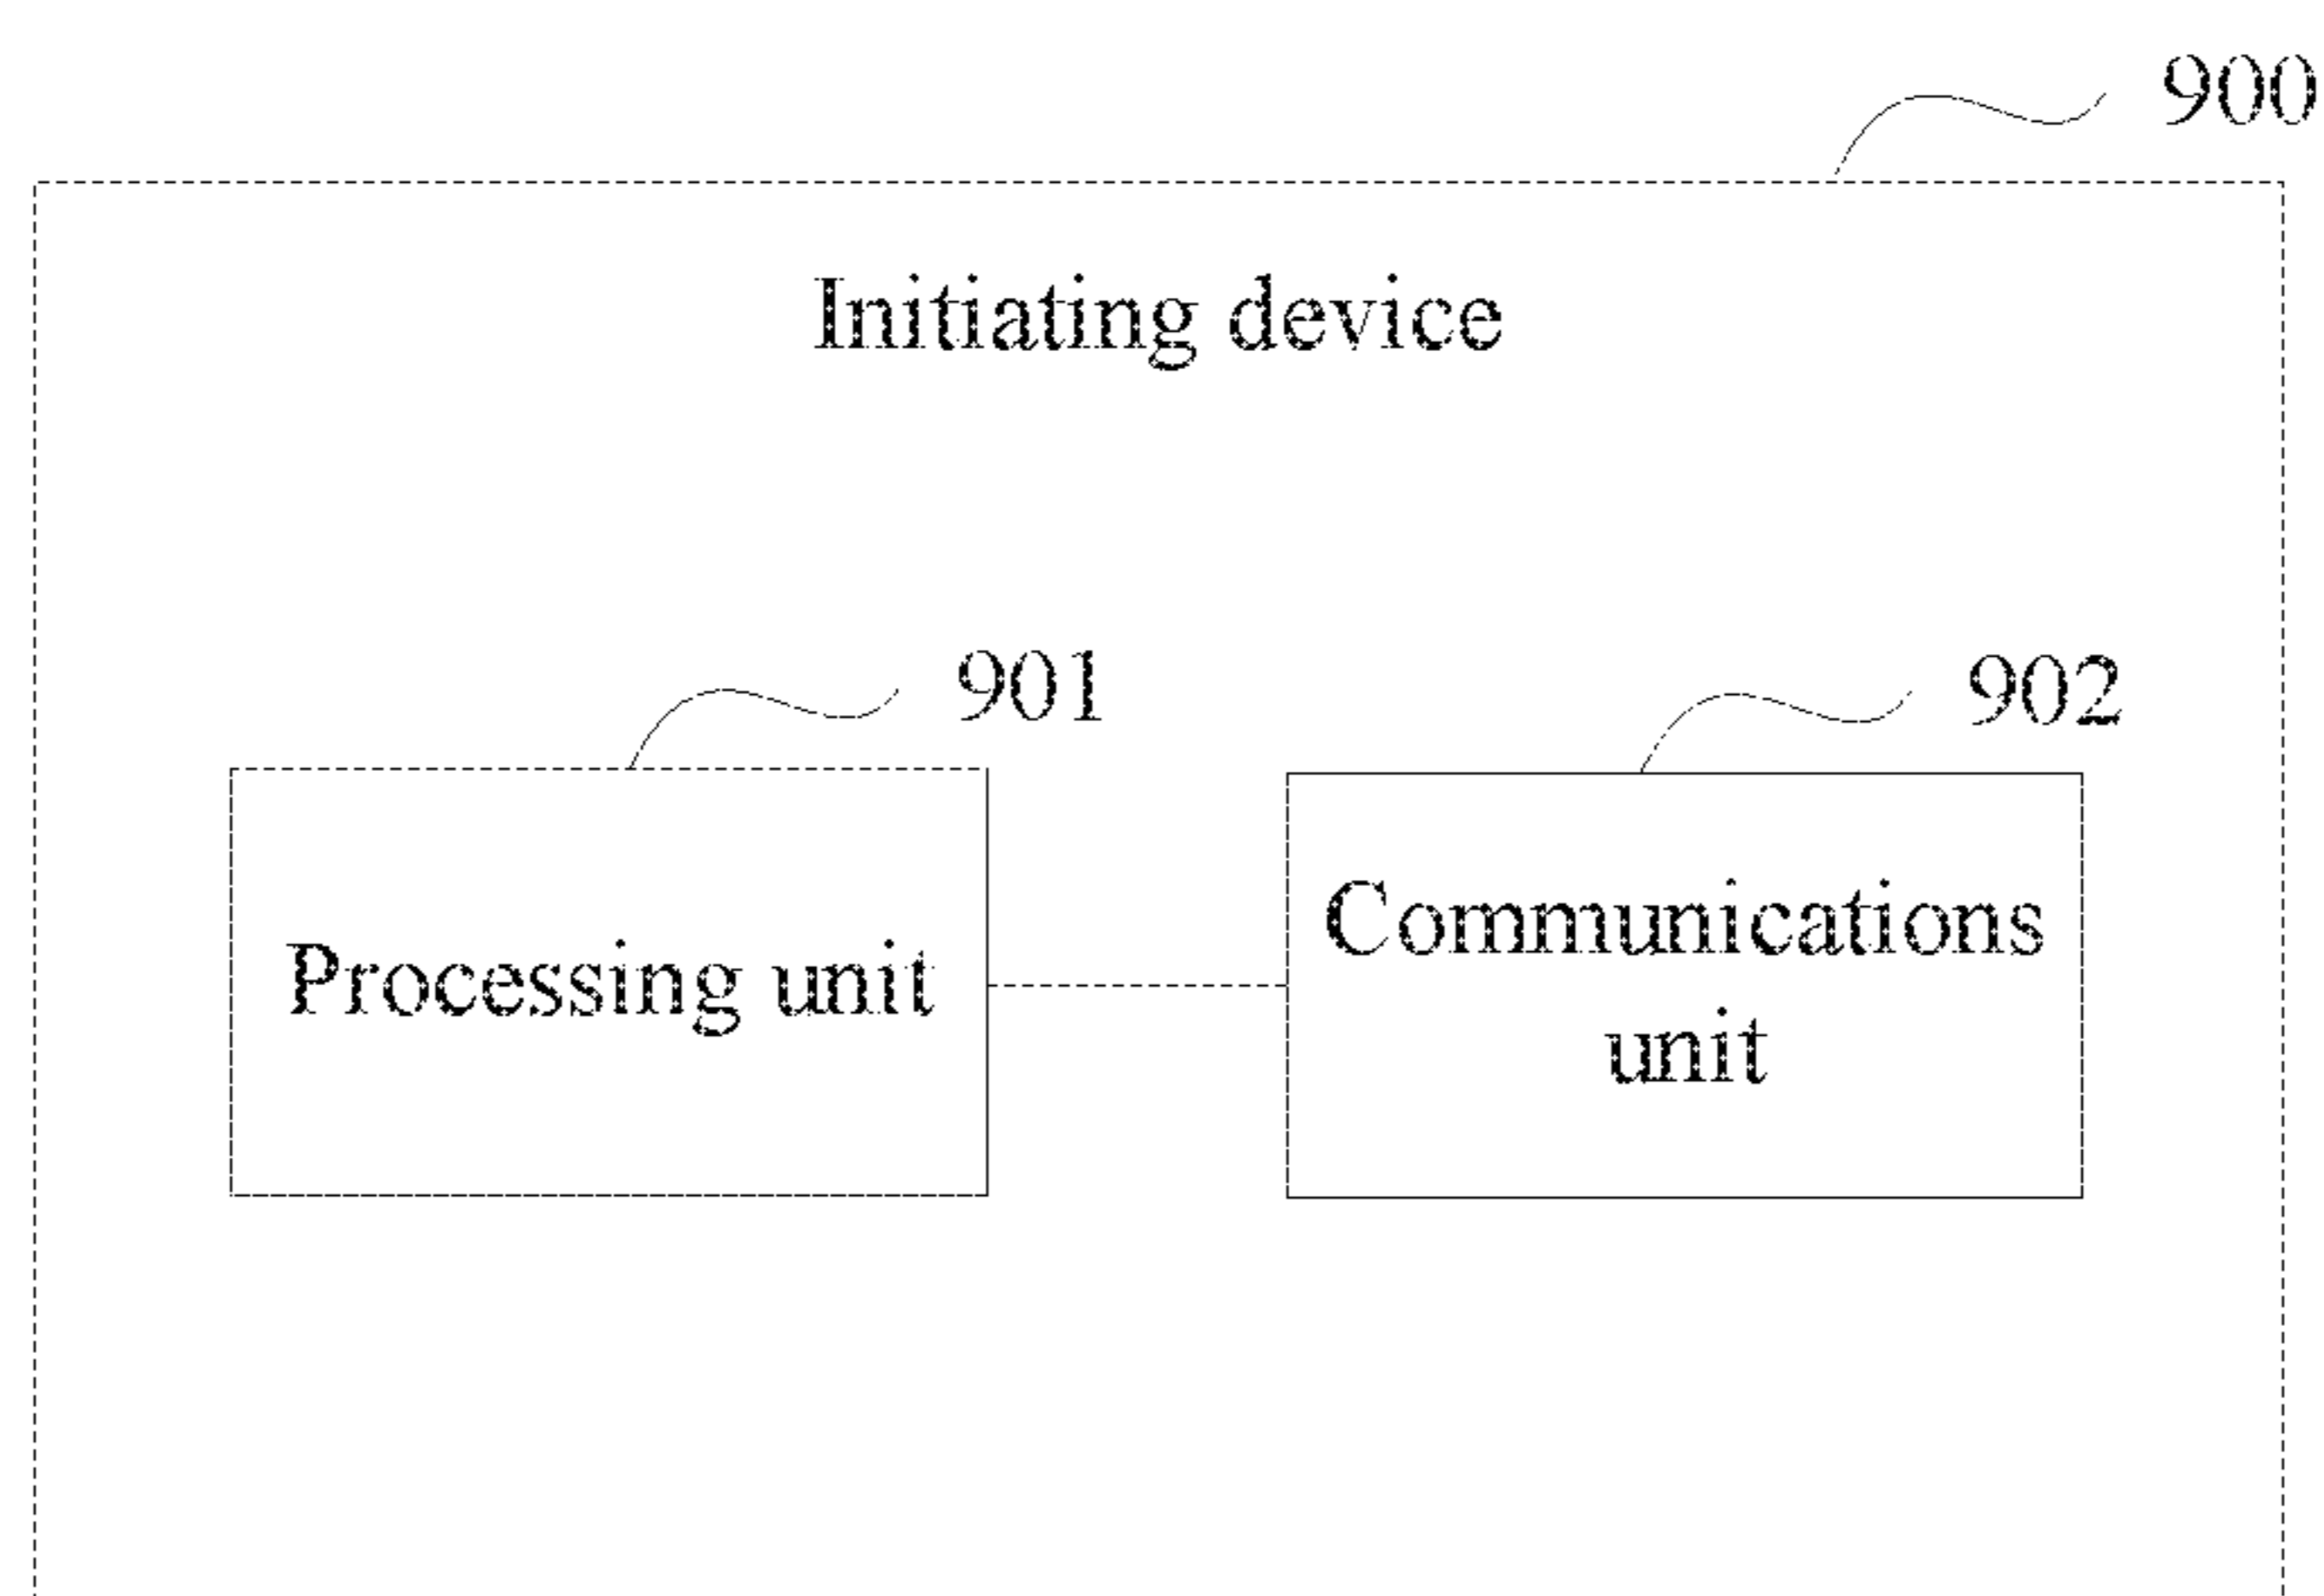 900
Initiating device
901
902
Processing unit
Communications
unit